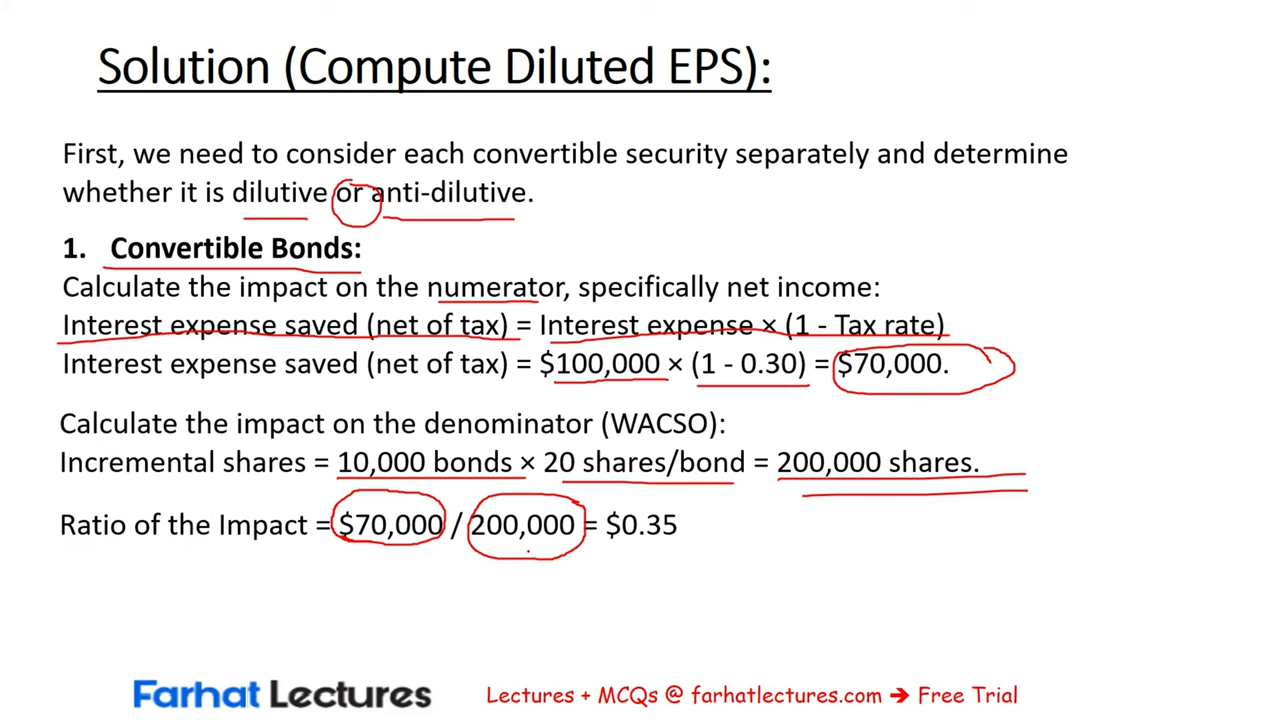 Solution (Compute Diluted EPS):
First, we need to consider each convertible security separately and determine
whether it is dilutive or anti-dilutive.
1. Convertible Bonds:
Calculate the impact on the numerator, specifically net income:
Interest expense saved (net of tax) = Interest expense × (1 - Tax rate)
Interest expense saved (net of tax) = $100,000 × (1 - 0.30) = $70,000.
Calculate the impact on the denominator (WACSO):
Incremental shares = 10,000 bonds × 20 shares/bond = 200,000 shares.
Ratio of the Impact = $70,000 / 200,000 = $0.35
Farhat Lectures
Lectures + MCQs @ farhatlectures.com ➔ Free Trial